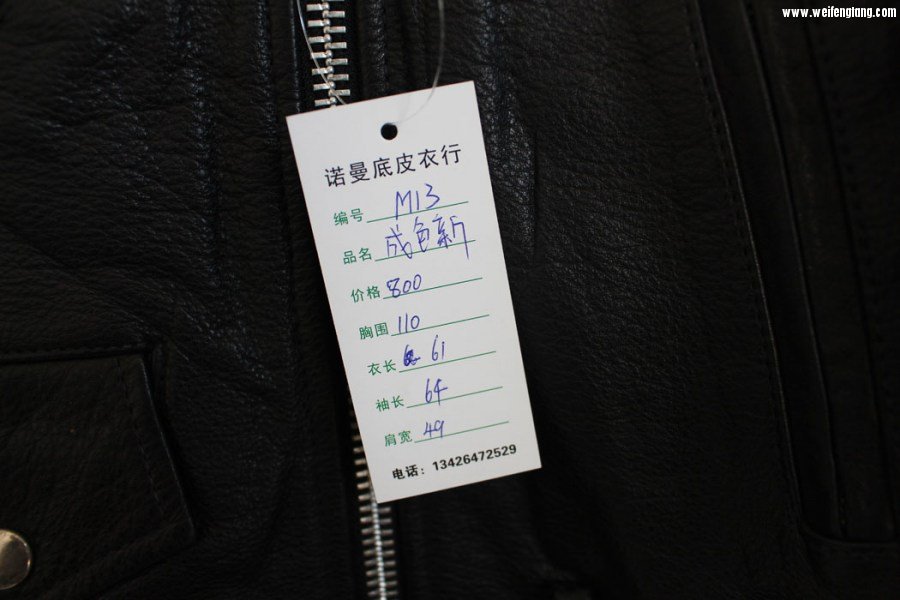 www.weifengtang.com
诺曼底皮衣行
编号 M13
品名 成色新
价格 800
胸围 110
衣长 61
袖长 64
肩宽 49
电话：13426472529